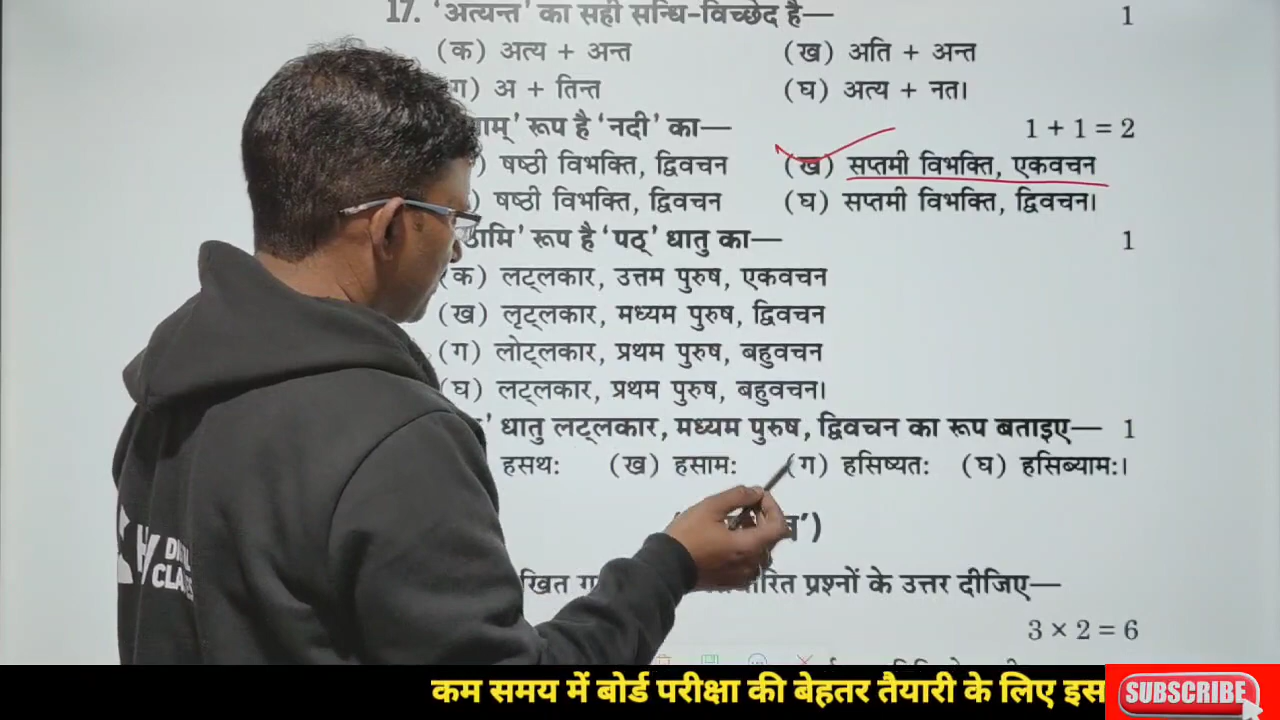 17. 'अत्यन्त' का सही सन्धि-विच्छेद है— 1
(क) अत्य + अन्त (ख) अति + अन्त
ग) अ + तिन्त (घ) अत्य + नत।
ाम्' रूप है 'नदी' का— 1 + 1 = 2
) षष्ठी विभक्ति, द्विवचन (ख) सप्तमी विभक्ति, एकवचन
) षष्ठी विभक्ति, द्विवचन (घ) सप्तमी विभक्ति, द्विवचन।
ठामि' रूप है 'पठ्' धातु का— 1
(क) लट्लकार, उत्तम पुरुष, एकवचन
(ख) लृट्लकार, मध्यम पुरुष, द्विवचन
(ग) लोट्लकार, प्रथम पुरुष, बहुवचन
(घ) लट्लकार, प्रथम पुरुष, बहुवचन।
' धातु लट्लकार, मध्यम पुरुष, द्विवचन का रूप बताइए— 1
हसथः (ख) हसामः (ग) हसिष्यतः (घ) हसिब्यामः।
')
के उत्तर दीजिए—
3 × 2 = 6
कम समय में बोर्ड परीक्षा की बेहतर तैयारी के लिए इस
SUBSCRIBE